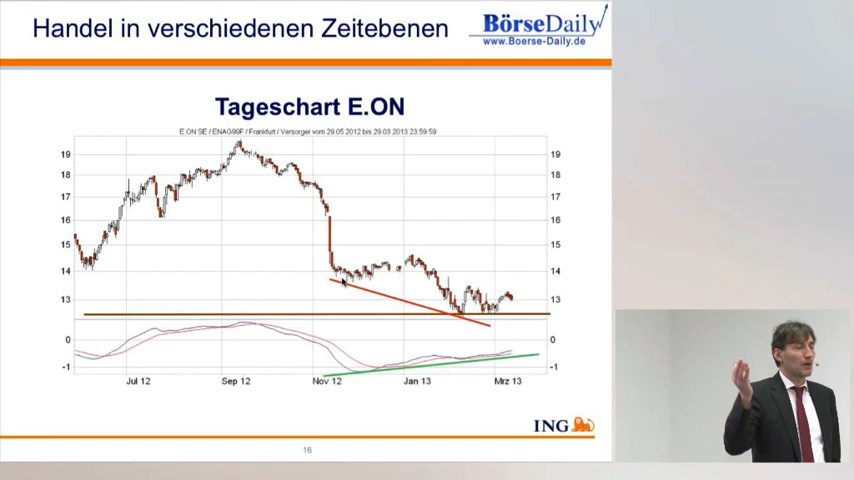 Handel in verschiedenen Zeitebenen
BörseDaily
www.Boerse-Daily.de
Tageschart E.ON
E.ON SE / ENAG99F / Frankfurt / Versorger vom 29.05.2012 bis 29.03.2013 23:59:59
19 19
18 18
17 17
16 16
15 15
14 14
13 13
0 0
-1 -1
Jul 12 Sep 12 Nov 12 Jan 13 Mrz 13
ING
16